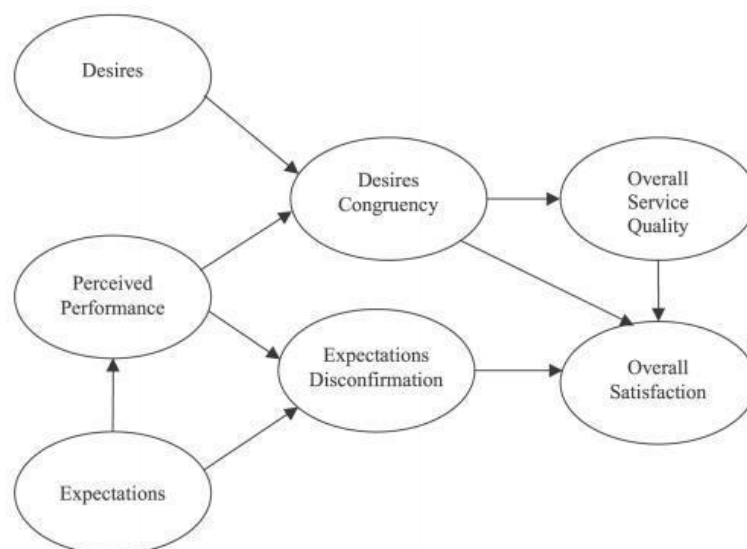 Desires
Desires
Congruency
Overall
Service
Quality
Perceived
Performance
Expectations
Disconfirmation
Overall
Satisfaction
Expectations